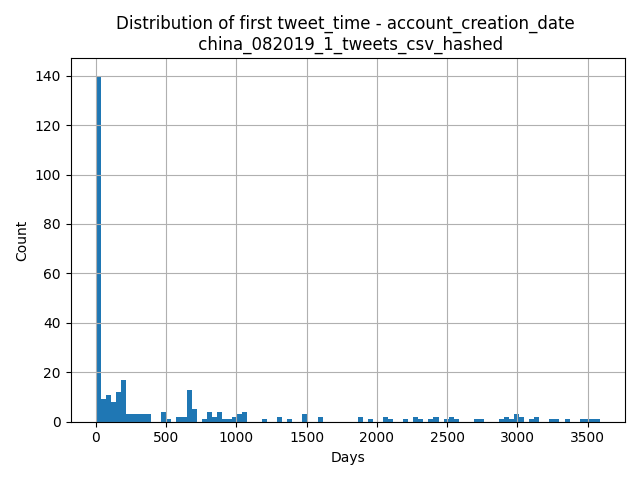 Distribution of first tweet_time - account_creation_date
china_082019_1_tweets_csv_hashed
140
120
100
80
60
40
20
0
Count
0 500 1000 1500 2000 2500 3000 3500
Days